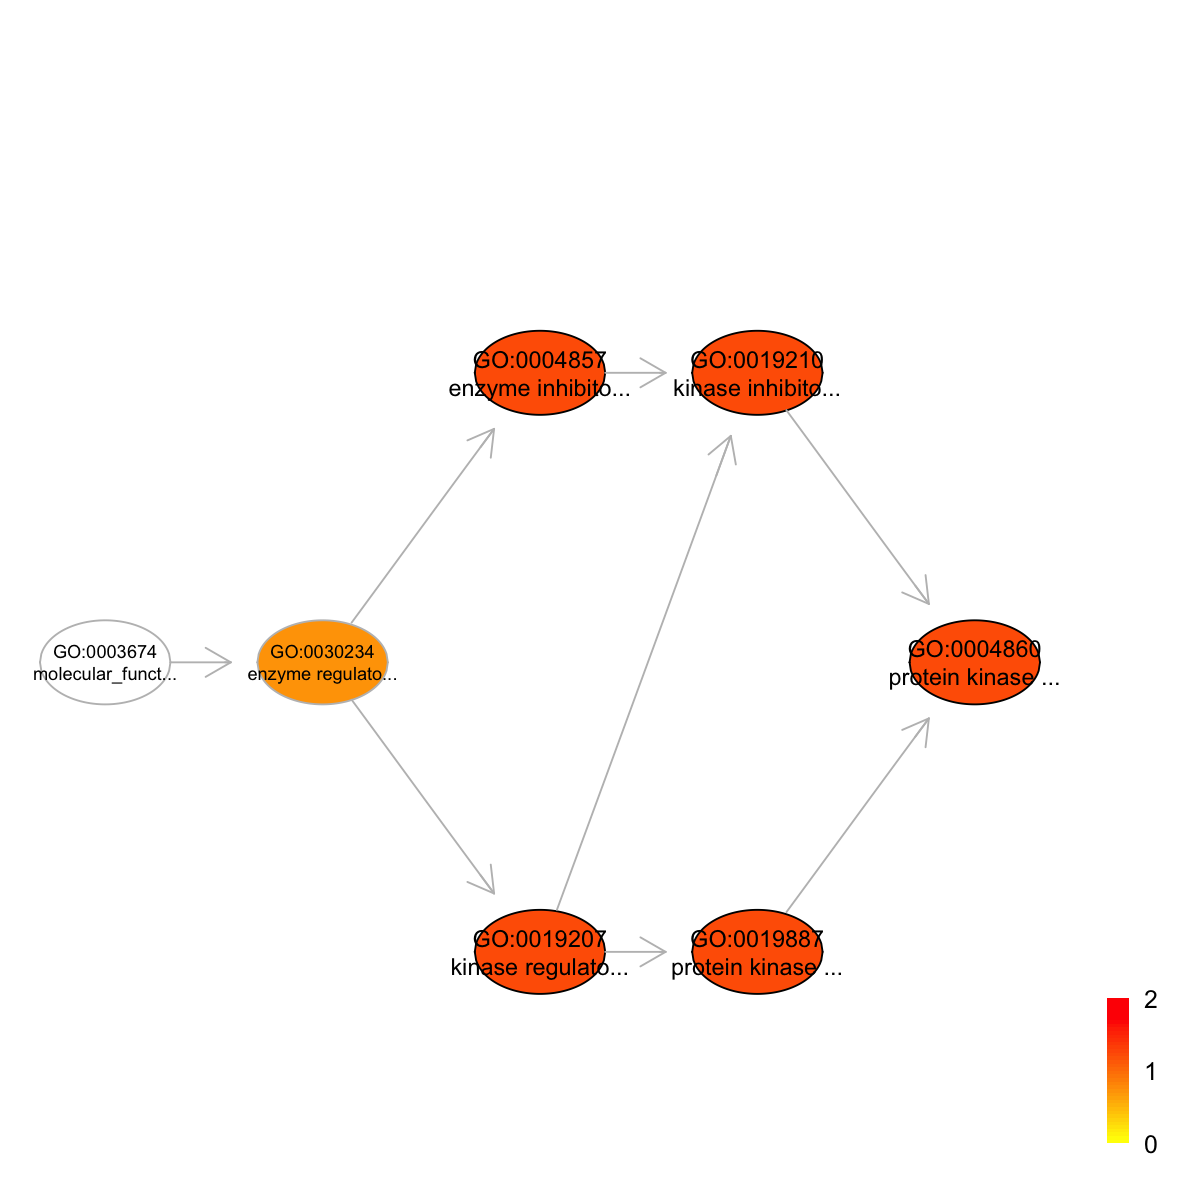 GO:0004857
enzyme inhibito...
GO:0019210
kinase inhibito...
GO:0003674
molecular_funct...
GO:0030234
enzyme regulato...
GO:0004860
protein kinase ...
GO:0019207
kinase regulato...
GO:0019887
protein kinase ...
2
1
0